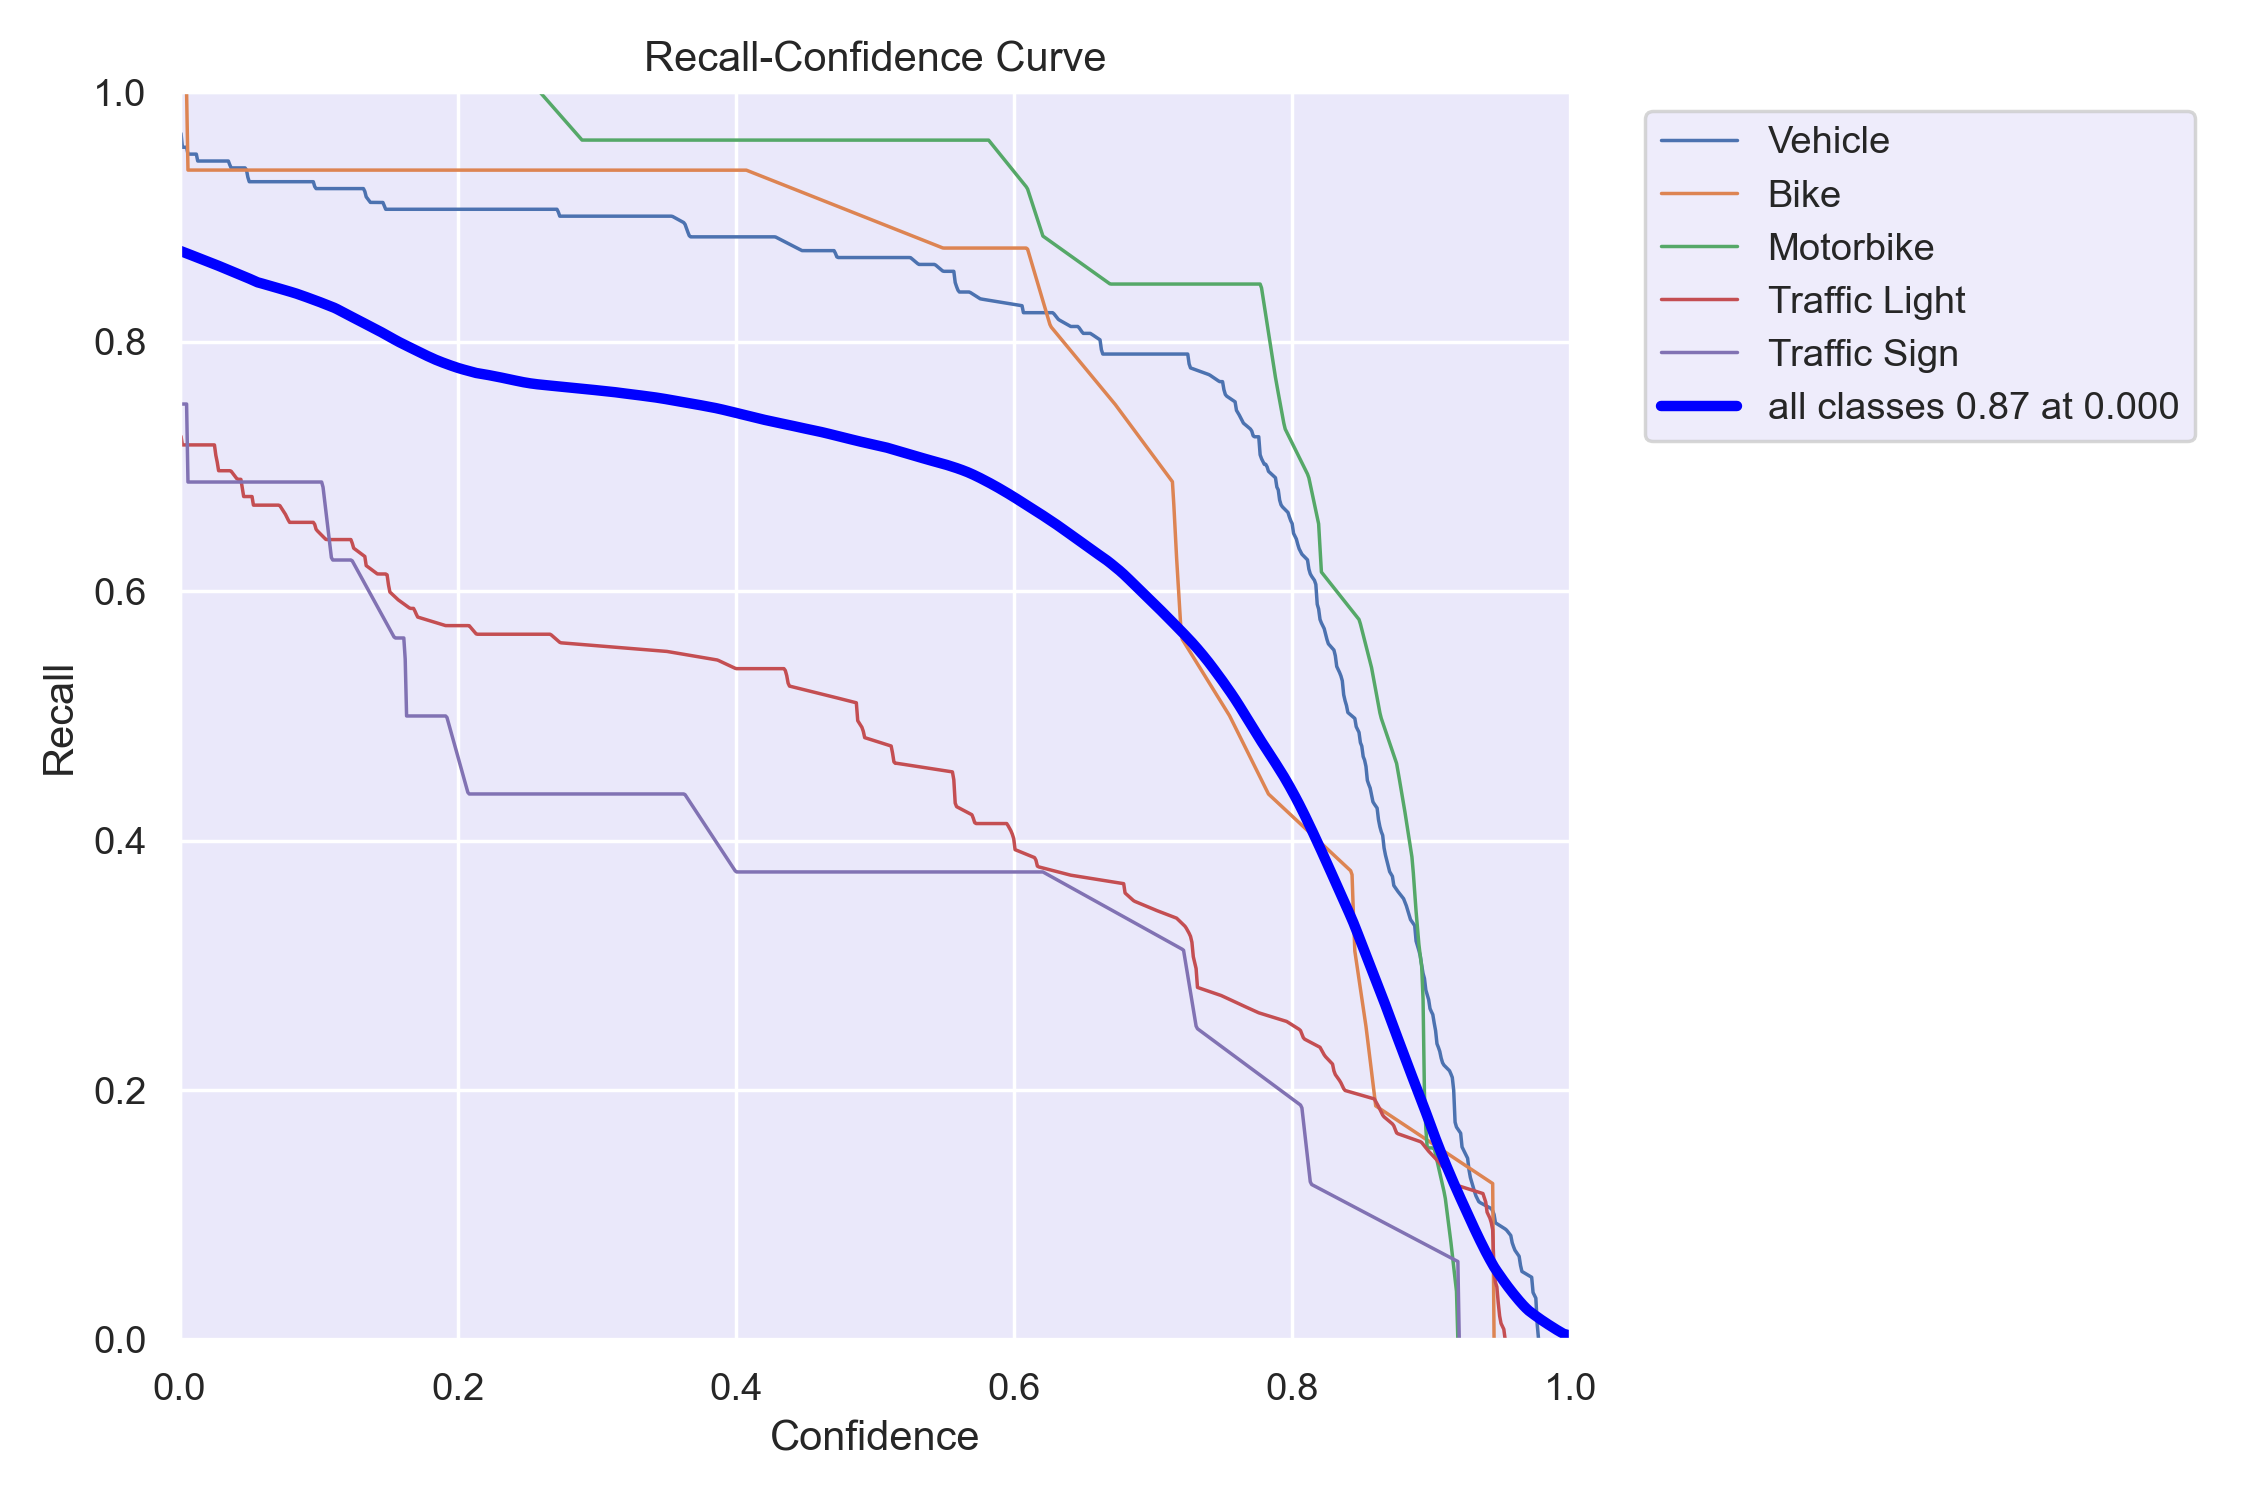 Recall-Confidence Curve
1.0
0.8
0.6
0.4
0.2
0.0
Recall
0.0 0.2 0.4 0.6 0.8 1.0
Confidence
Vehicle
Bike
Motorbike
Traffic Light
Traffic Sign
all classes 0.87 at 0.000